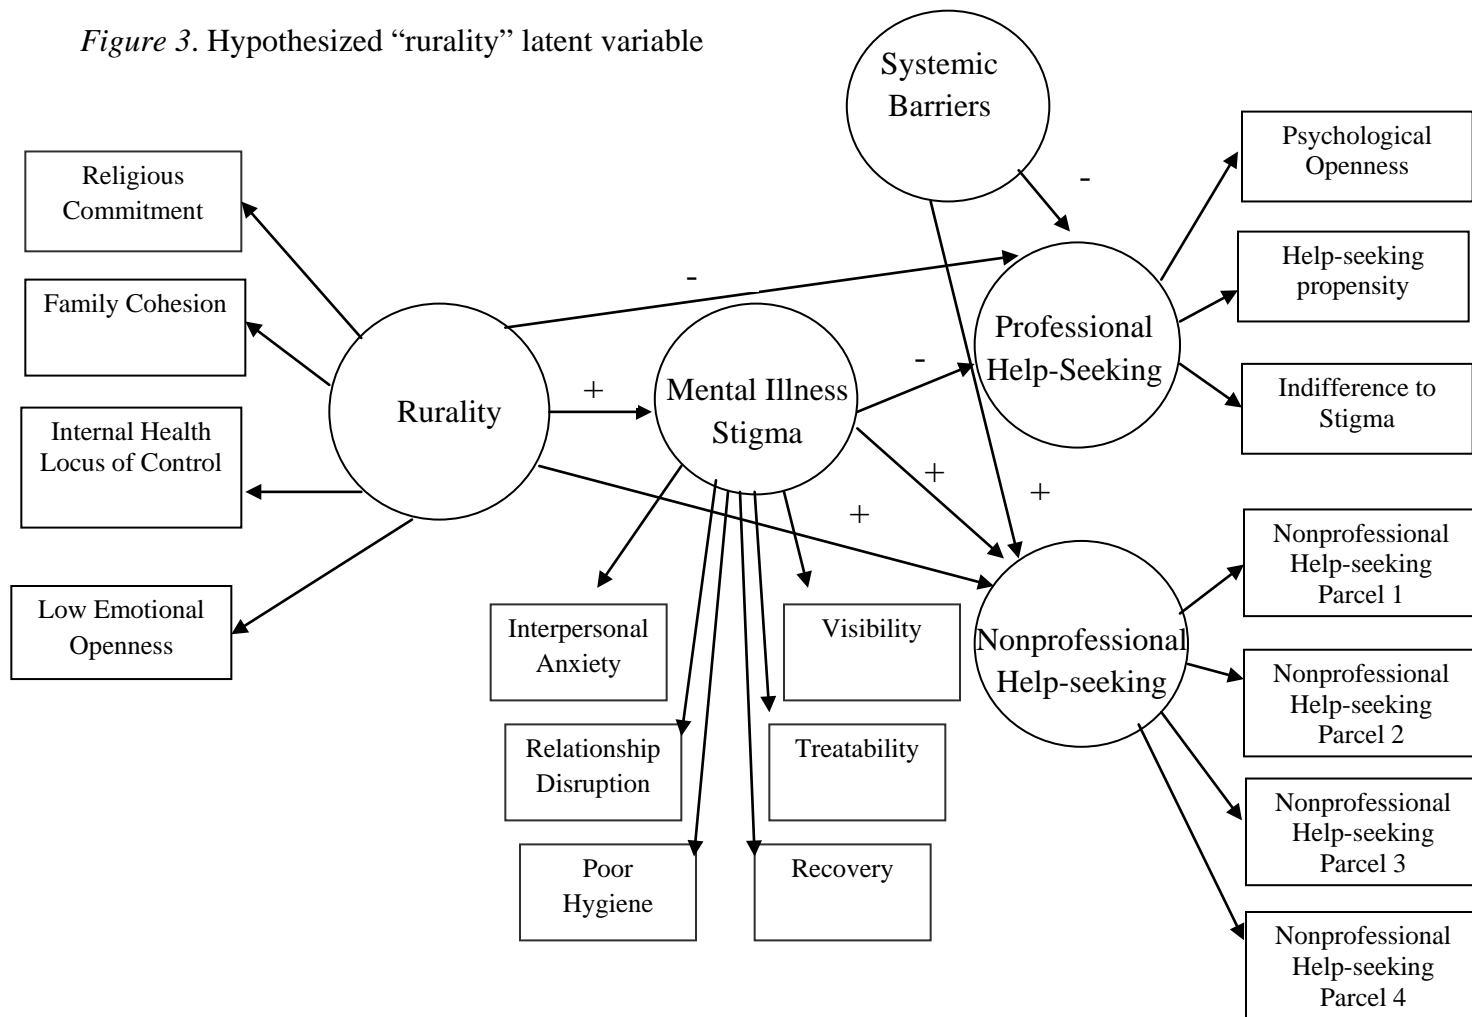 Figure 3. Hypothesized “rurality” latent variable
Systemic
Barriers
Religious
Commitment
Family Cohesion
Internal Health
Locus of Control
Low Emotional
Openness
Rurality
Mental Illness
Stigma
Professional
Help-Seeking
Nonprofessional
Help-seeking
-
-
+
-
+
+
+
Interpersonal
Anxiety
Relationship
Disruption
Poor
Hygiene
Visibility
Treatability
Recovery
Psychological
Openness
Help-seeking
propensity
Indifference to
Stigma
Nonprofessional
Help-seeking
Parcel 1
Nonprofessional
Help-seeking
Parcel 2
Nonprofessional
Help-seeking
Parcel 3
Nonprofessional
Help-seeking
Parcel 4